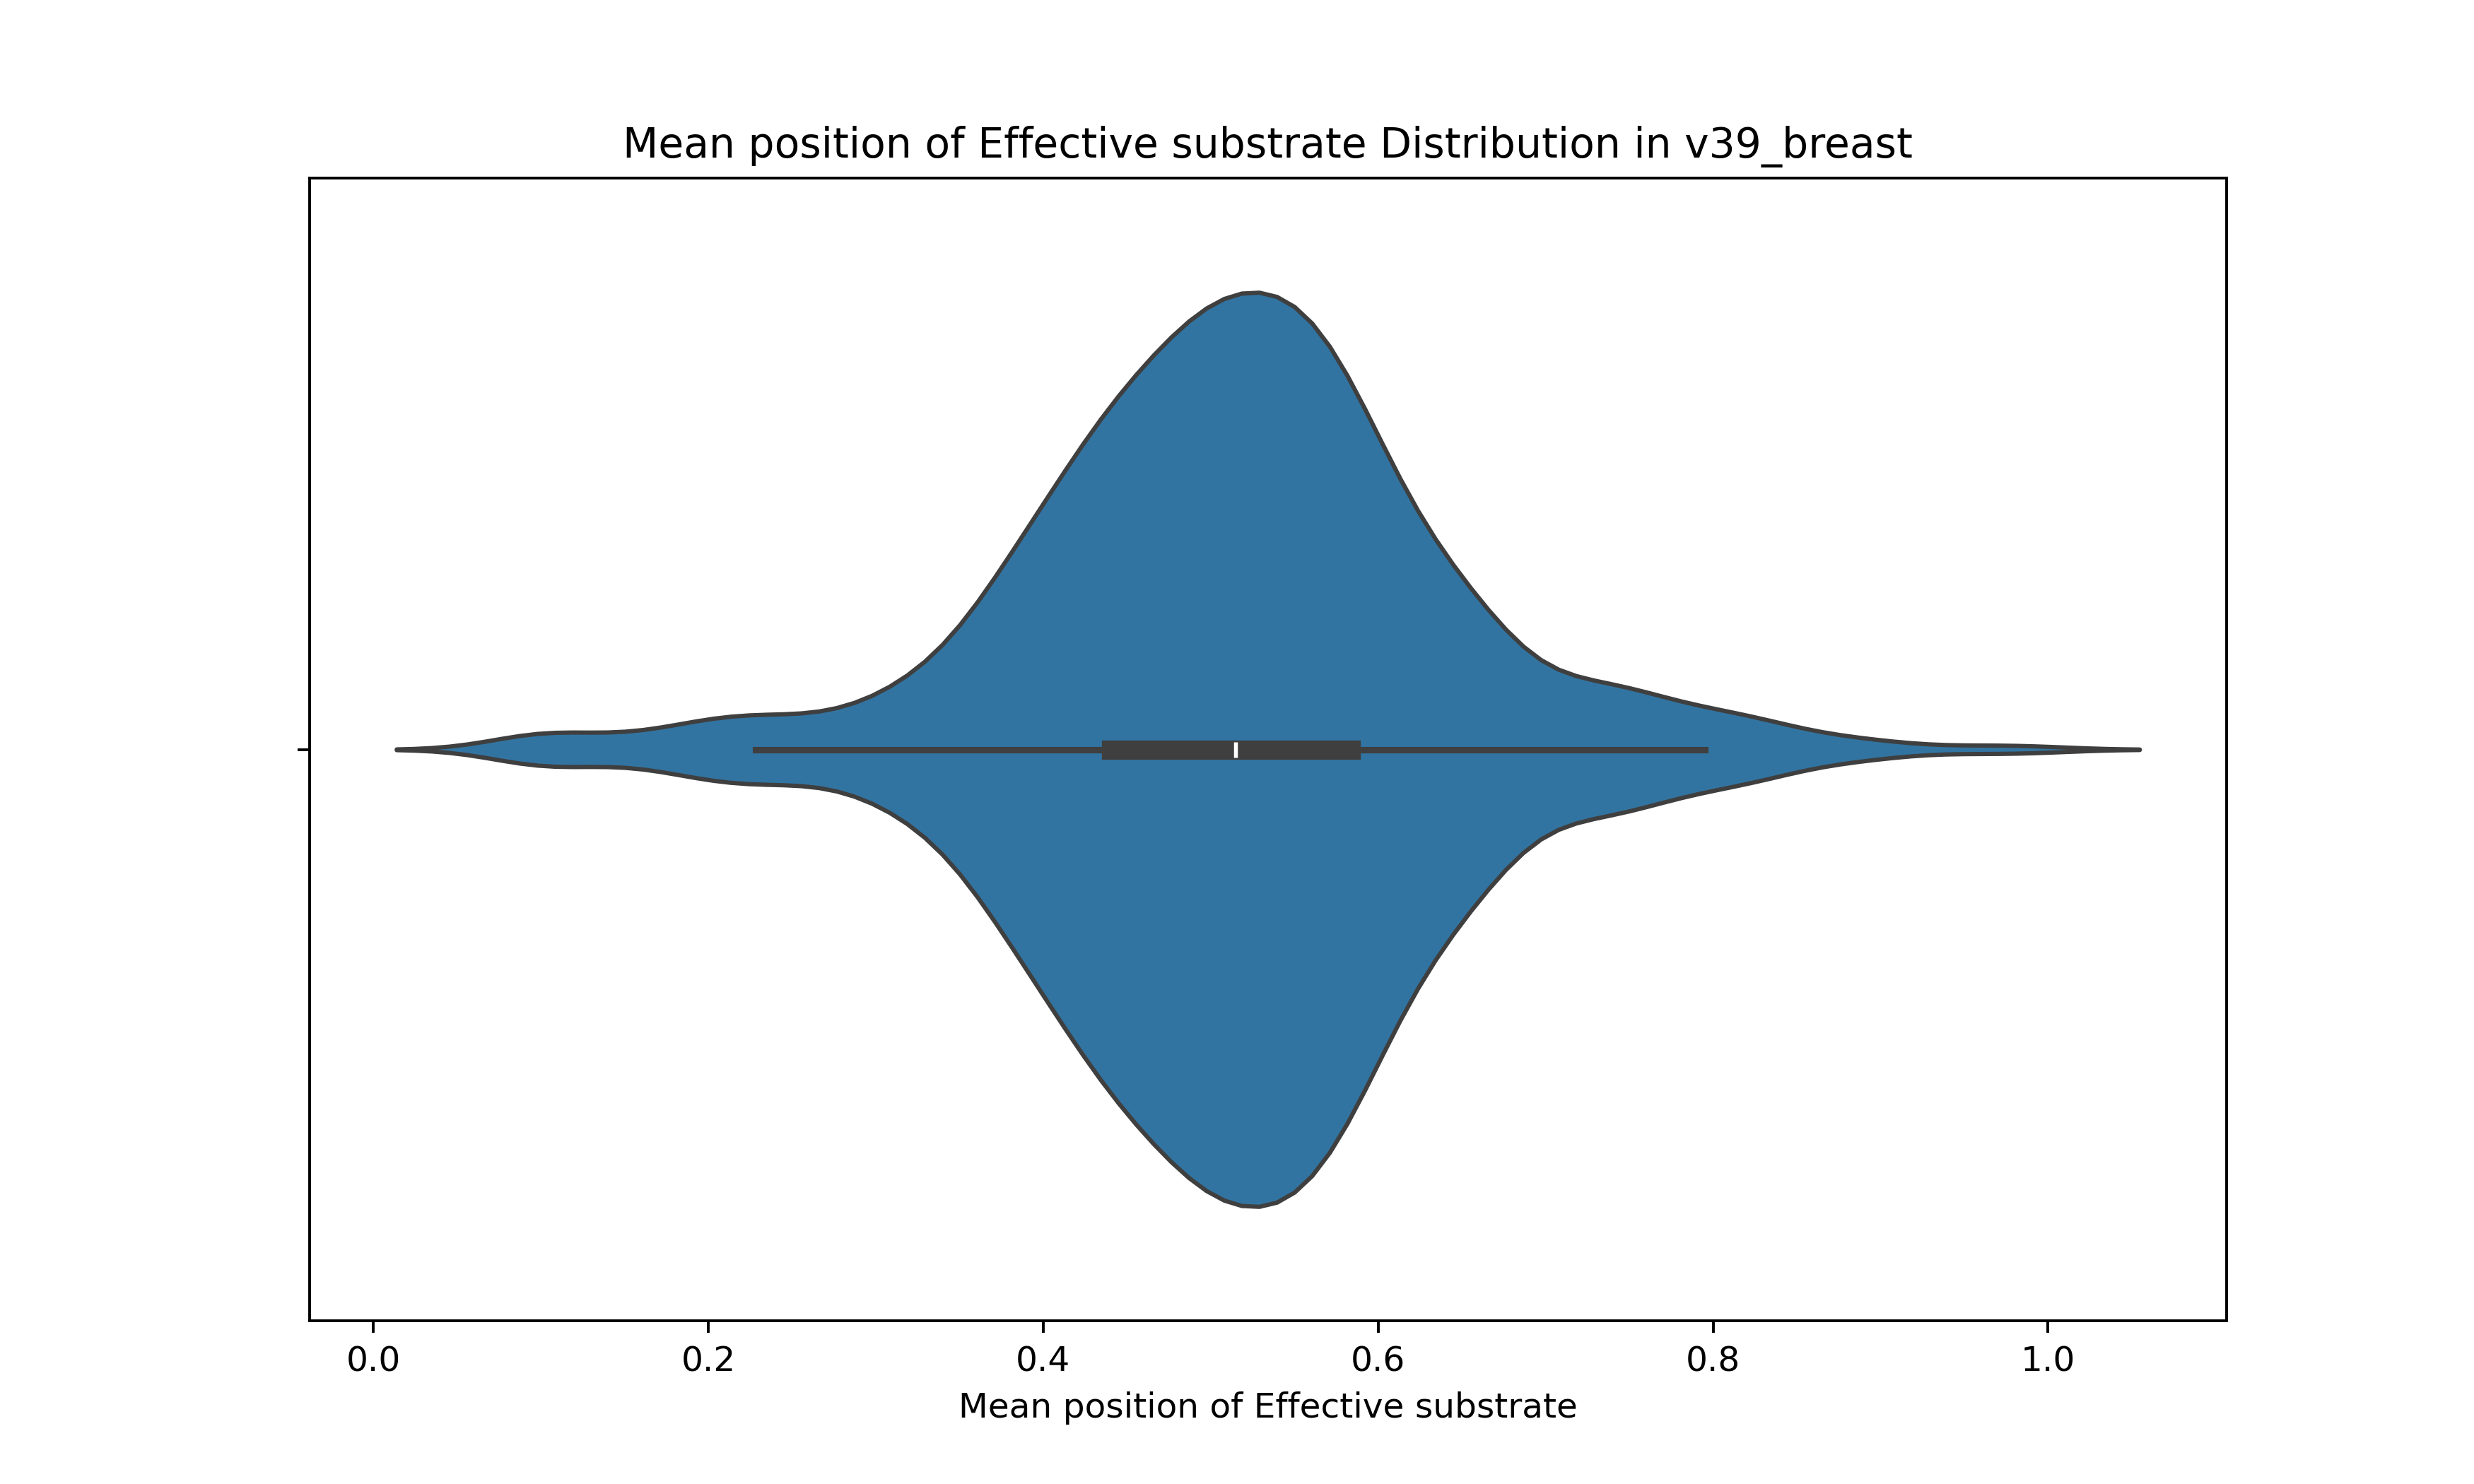 Mean position of Effective substrate Distribution in v39_breast
0.0 0.2 0.4 0.6 0.8 1.0
Mean position of Effective substrate